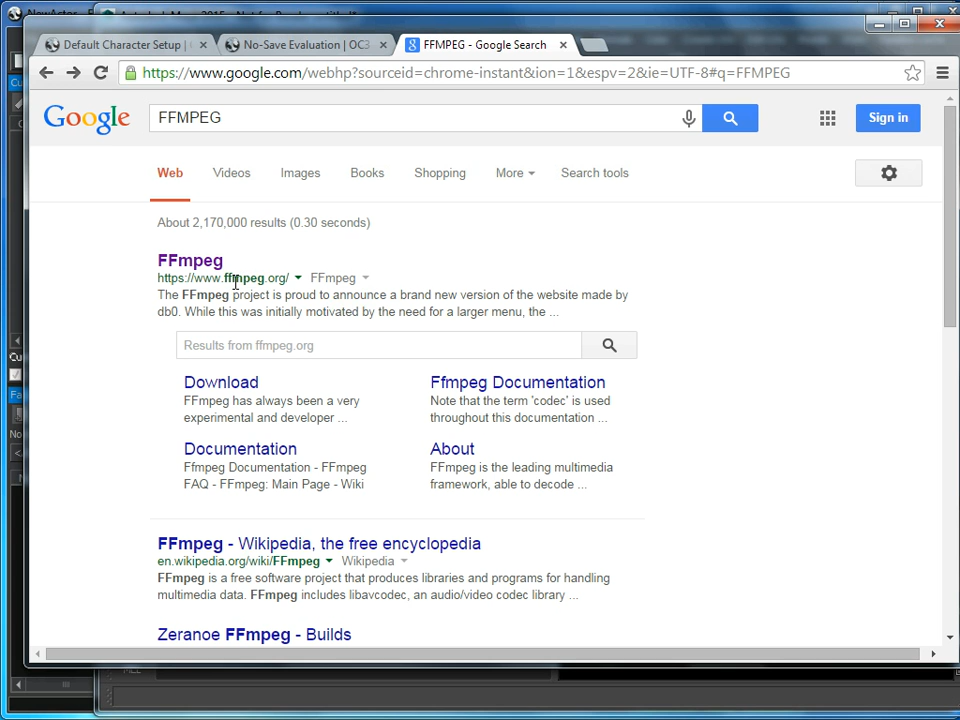 Default Character Setup |
No-Save Evaluation | OC3
FFMPEG - Google Search
https://www.google.com/webhp?sourceid=chrome-instant&ion=1&espv=2&ie=UTF-8#q=FFMPEG
Google
FFMPEG
Sign in
Web Videos Images Books Shopping More Search tools
About 2,170,000 results (0.30 seconds)
FFmpeg
https://www.ffmpeg.org/ FFmpeg
The FFmpeg project is proud to announce a brand new version of the website made by
db0. While this was initially motivated by the need for a larger menu, the ...
Results from ffmpeg.org
Download
FFmpeg has always been a very
experimental and developer ...
Ffmpeg Documentation
Note that the term 'codec' is used
throughout this documentation ...
Documentation
Ffmpeg Documentation - FFmpeg
FAQ - FFmpeg: Main Page - Wiki
About
FFmpeg is the leading multimedia
framework, able to decode ...
FFmpeg - Wikipedia, the free encyclopedia
en.wikipedia.org/wiki/FFmpeg Wikipedia
FFmpeg is a free software project that produces libraries and programs for handling
multimedia data. FFmpeg includes libavcodec, an audio/video codec library ...
Zeranoe FFmpeg - Builds